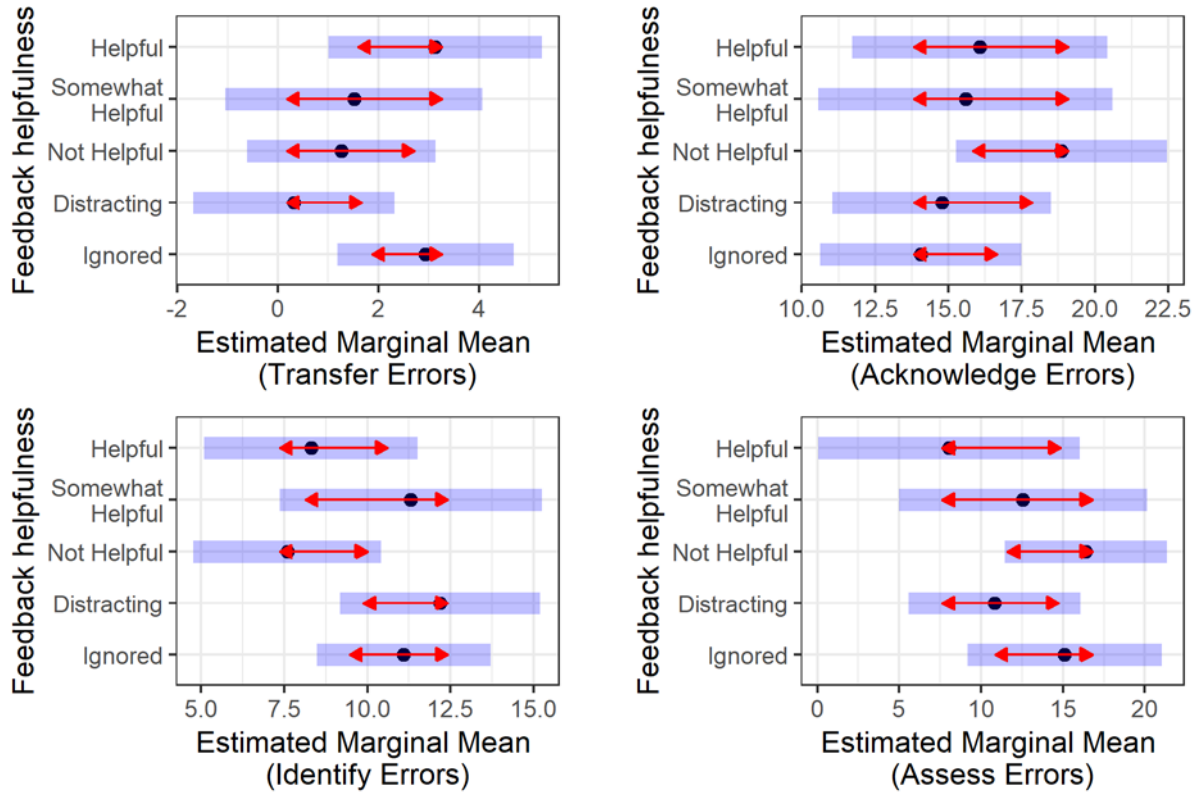 Feedback helpfulness
Helpful
Somewhat
Helpful
Not Helpful
Distracting
Ignored
-2 0 2 4
Estimated Marginal Mean
(Transfer Errors)
Feedback helpfulness
Helpful
Somewhat
Helpful
Not Helpful
Distracting
Ignored
10.0 12.5 15.0 17.5 20.0 22.5
Estimated Marginal Mean
(Acknowledge Errors)
Feedback helpfulness
Helpful
Somewhat
Helpful
Not Helpful
Distracting
Ignored
5.0 7.5 10.0 12.5 15.0
Estimated Marginal Mean
(Identify Errors)
Feedback helpfulness
Helpful
Somewhat
Helpful
Not Helpful
Distracting
Ignored
0 5 10 15 20
Estimated Marginal Mean
(Assess Errors)